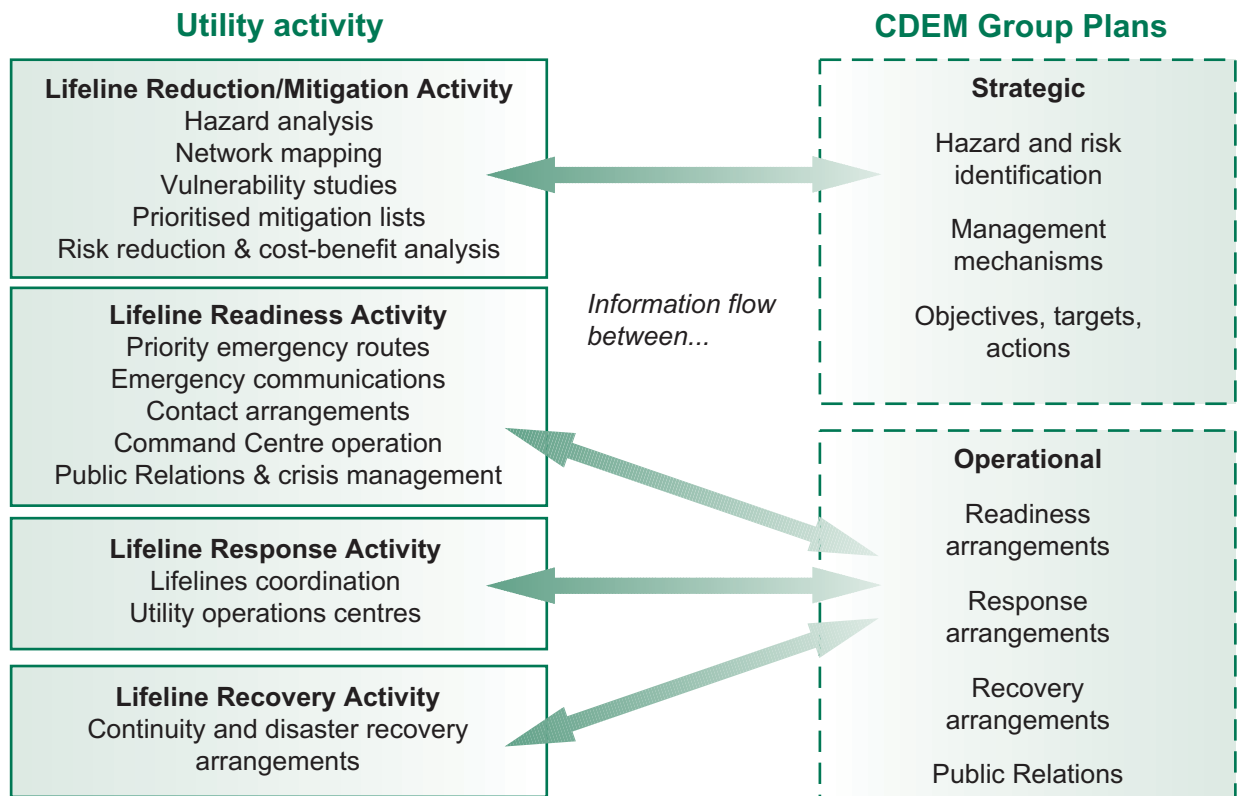 Utility activity
Lifeline Reduction/Mitigation Activity
Hazard analysis
Network mapping
Vulnerability studies
Prioritised mitigation lists
Risk reduction & cost-benefit analysis
Lifeline Readiness Activity
Priority emergency routes
Emergency communications
Contact arrangements
Command Centre operation
Public Relations & crisis management
Lifeline Response Activity
Lifelines coordination
Utility operations centres
Lifeline Recovery Activity
Continuity and disaster recovery
arrangements
Information flow
between...
CDEM Group Plans
Strategic
Hazard and risk
identification
Management
mechanisms
Objectives, targets,
actions
Operational
Readiness
arrangements
Response
arrangements
Recovery
arrangements
Public Relations